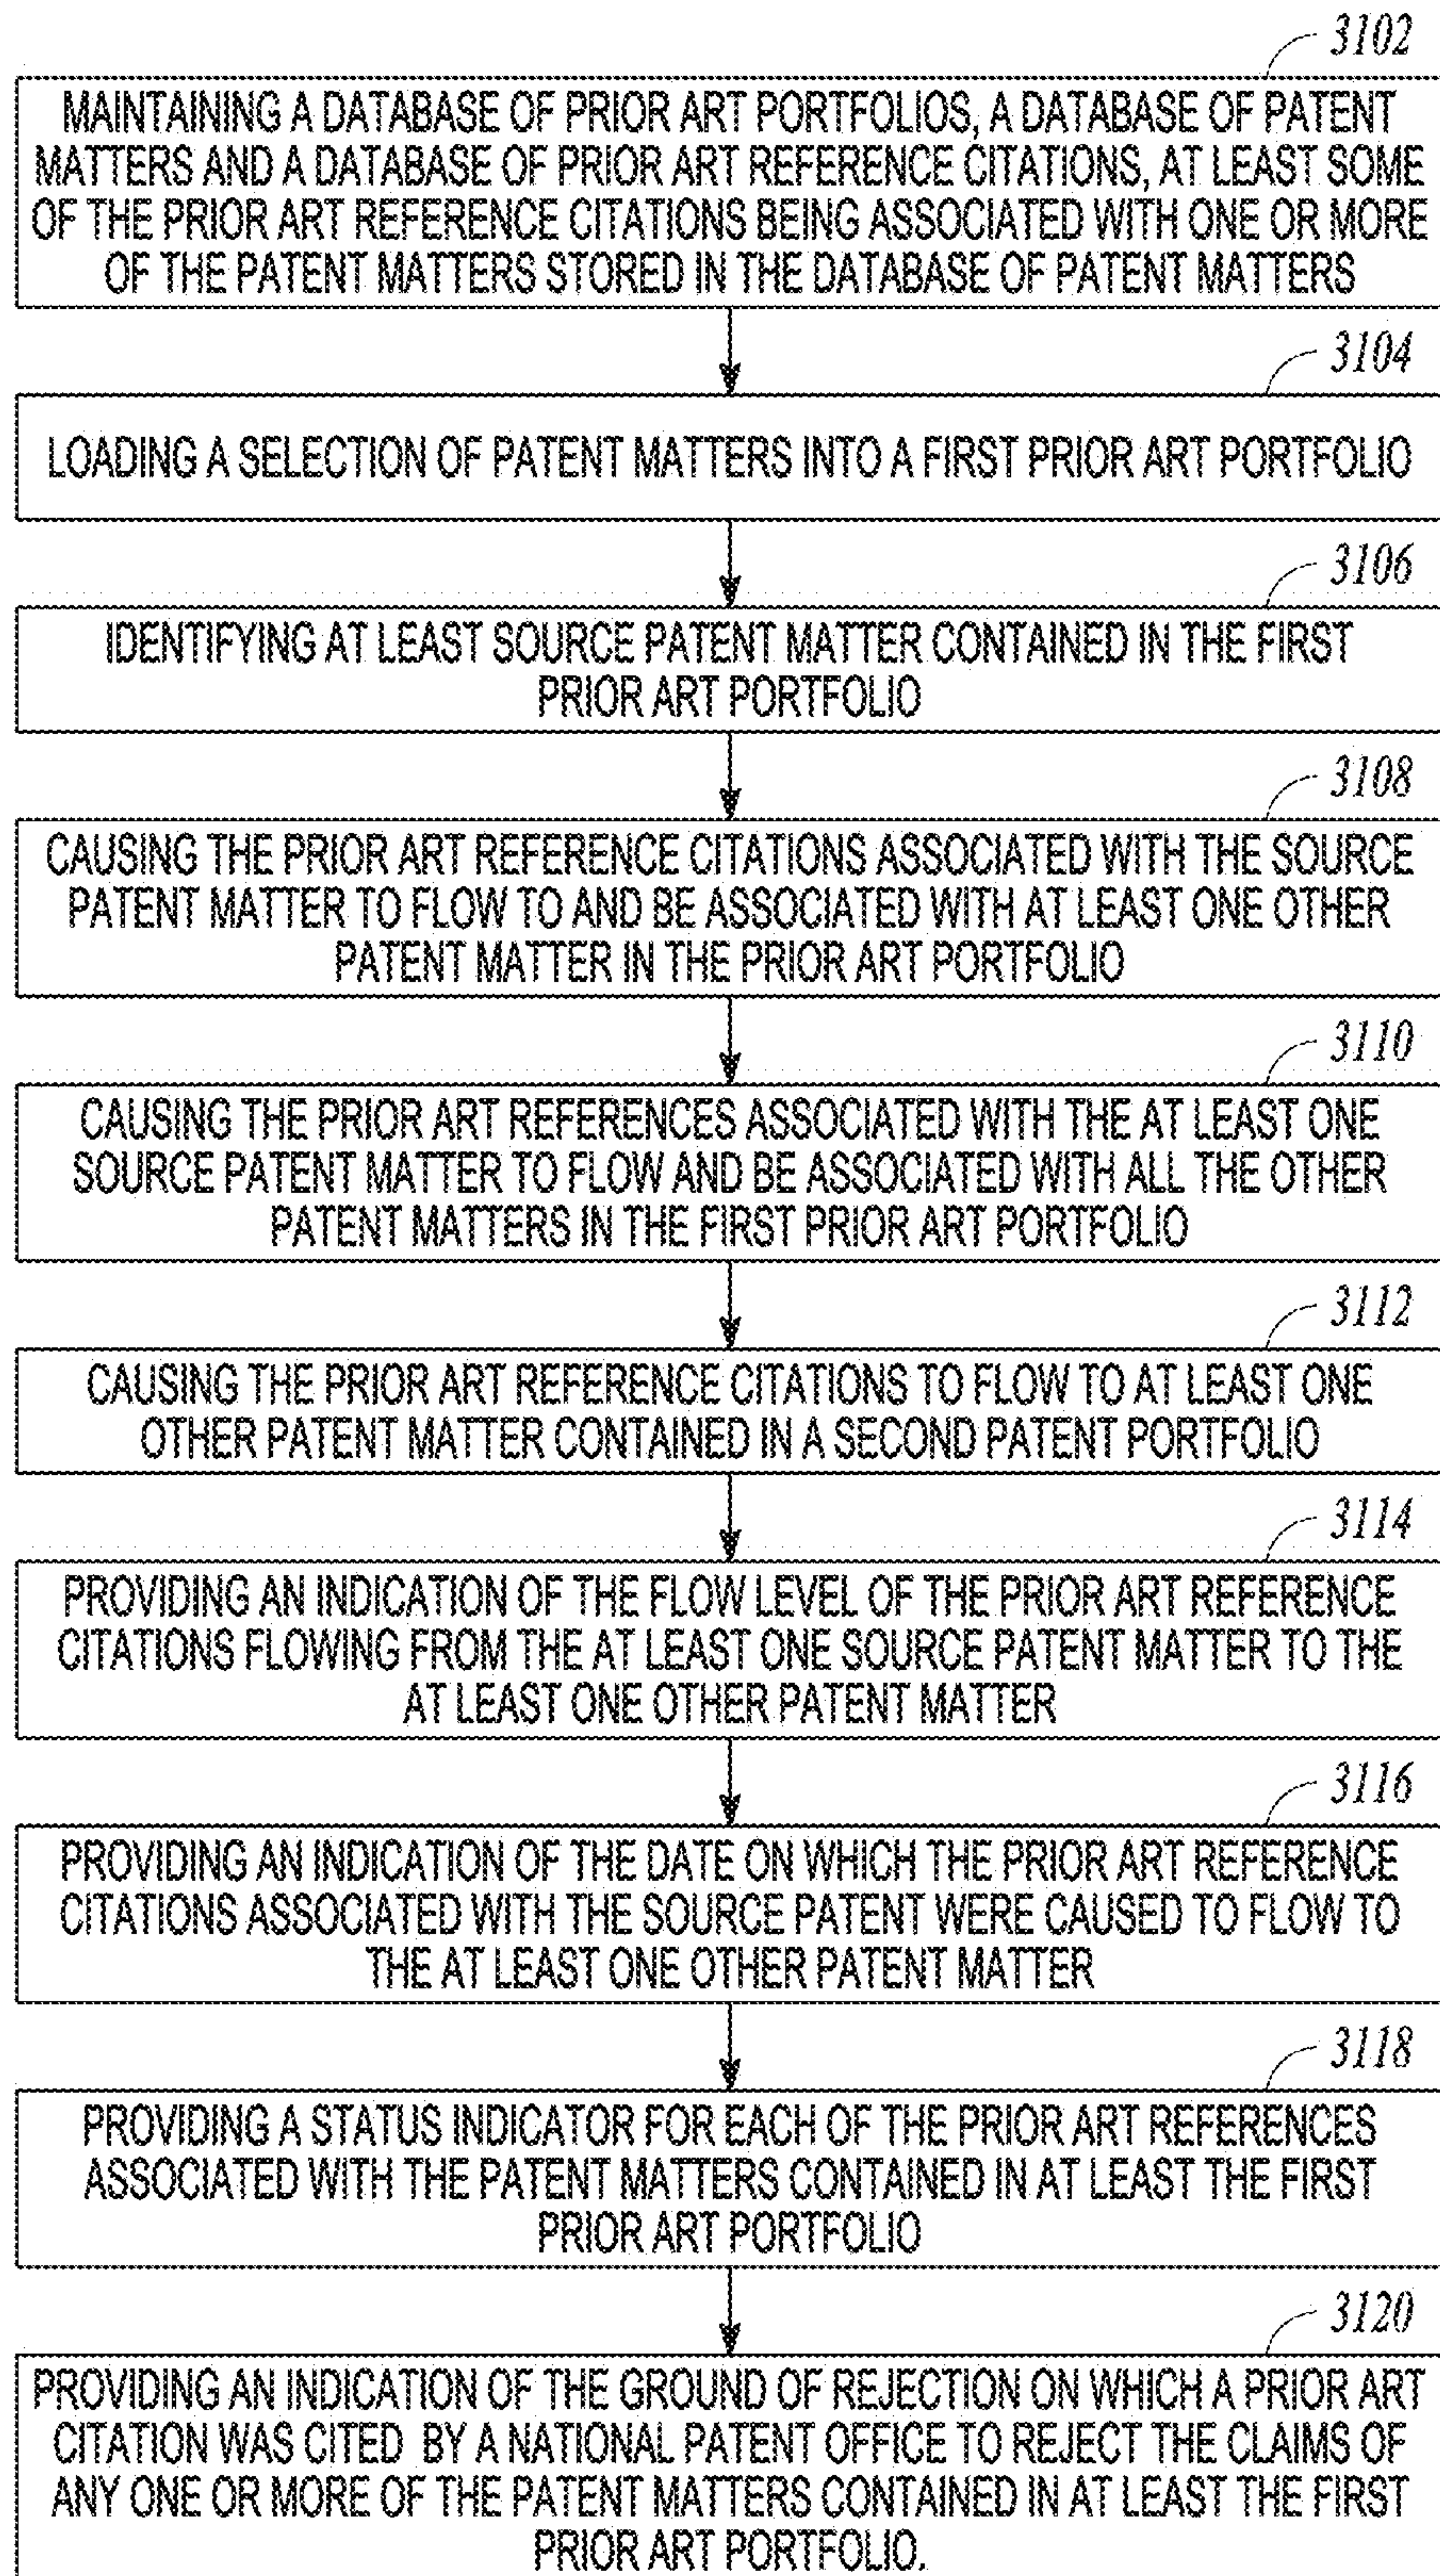 3102
MAINTAINING A DATABASE OF PRIOR ART PORTFOLIOS, A DATABASE OF PATENT
MATTERS AND A DATABASE OF PRIOR ART REFERENCE CITATIONS, AT LEAST SOME
OF THE PRIOR ART REFERENCE CITATIONS BEING ASSOCIATED WITH ONE OR MORE
OF THE PATENT MATTERS STORED IN THE DATABASE OF PATENT MATTERS
3104
LOADING A SELECTION OF PATENT MATTERS INTO A FIRST PRIOR ART PORTFOLIO
3106
IDENTIFYING AT LEAST SOURCE PATENT MATTER CONTAINED IN THE FIRST
PRIOR ART PORTFOLIO
3108
CAUSING THE PRIOR ART REFERENCE CITATIONS ASSOCIATED WITH THE SOURCE
PATENT MATTER TO FLOW TO AND BE ASSOCIATED WITH AT LEAST ONE OTHER
PATENT MATTER IN THE PRIOR ART PORTFOLIO
3110
CAUSING THE PRIOR ART REFERENCES ASSOCIATED WITH THE AT LEAST ONE
SOURCE PATENT MATTER TO FLOW AND BE ASSOCIATED WITH ALL THE OTHER
PATENT MATTERS IN THE FIRST PRIOR ART PORTFOLIO
3112
CAUSING THE PRIOR ART REFERENCE CITATIONS TO FLOW TO AT LEAST ONE
OTHER PATENT MATTER CONTAINED IN A SECOND PATENT PORTFOLIO
3114
PROVIDING AN INDICATION OF THE FLOW LEVEL OF THE PRIOR ART REFERENCE
CITATIONS FLOWING FROM THE AT LEAST ONE SOURCE PATENT MATTER TO THE
AT LEAST ONE OTHER PATENT MATTER
3116
PROVIDING AN INDICATION OF THE DATE ON WHICH THE PRIOR ART REFERENCE
CITATIONS ASSOCIATED WITH THE SOURCE PATENT WERE CAUSED TO FLOW TO
THE AT LEAST ONE OTHER PATENT MATTER
3118
PROVIDING A STATUS INDICATOR FOR EACH OF THE PRIOR ART REFERENCES
ASSOCIATED WITH THE PATENT MATTERS CONTAINED IN AT LEAST THE FIRST
PRIOR ART PORTFOLIO
3120
PROVIDING AN INDICATION OF THE GROUND OF REJECTION ON WHICH A PRIOR ART
CITATION WAS CITED BY A NATIONAL PATENT OFFICE TO REJECT THE CLAIMS OF
ANY ONE OR MORE OF THE PATENT MATTERS CONTAINED IN AT LEAST THE FIRST
PRIOR ART PORTFOLIO.